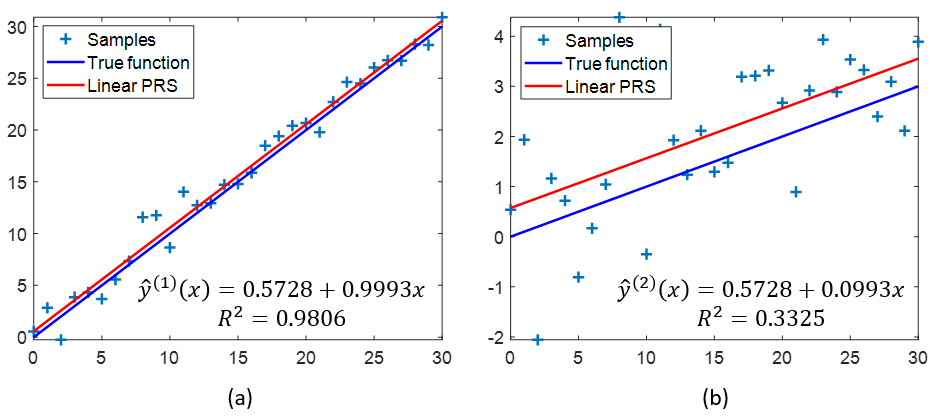 30
25
20
15
10
5
0
Samples
True function
Linear PRS
ŷ⁽¹⁾(x) = 0.5728 + 0.9993x
R² = 0.9806
0 5 10 15 20 25 30
(a)
4
3
2
1
0
-1
-2
Samples
True function
Linear PRS
ŷ⁽²⁾(x) = 0.5728 + 0.0993x
R² = 0.3325
0 5 10 15 20 25 30
(b)